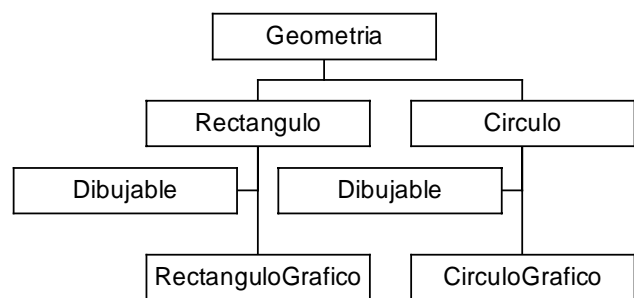 Geometria
Rectangulo
Circulo
Dibujable
Dibujable
RectanguloGrafico
CirculoGrafico